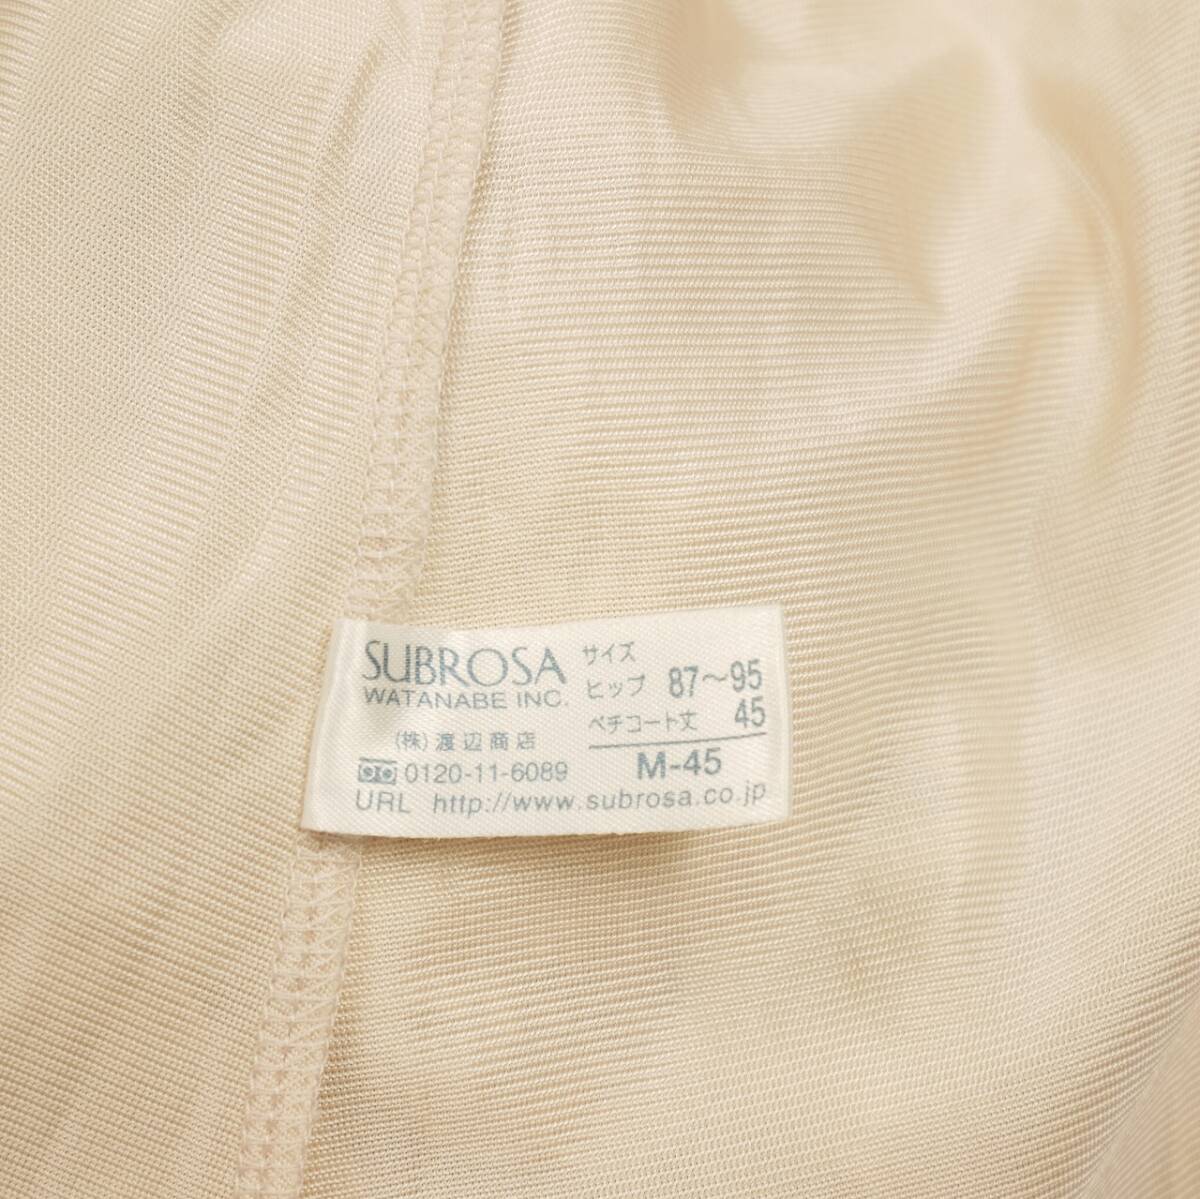 SUBROSA
WATANABE INC.
(株)渡辺商店
0120-11-6089
URL http://www.subrosa.co.jp
サイズ
ヒップ 87〜95
ペチコート丈 45
M-45